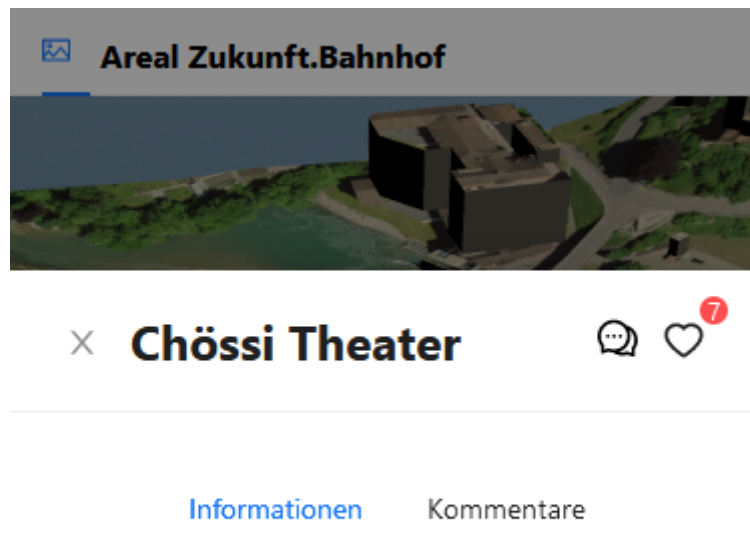 Areal Zukunft.Bahnhof
Chössi Theater
7
Informationen Kommentare